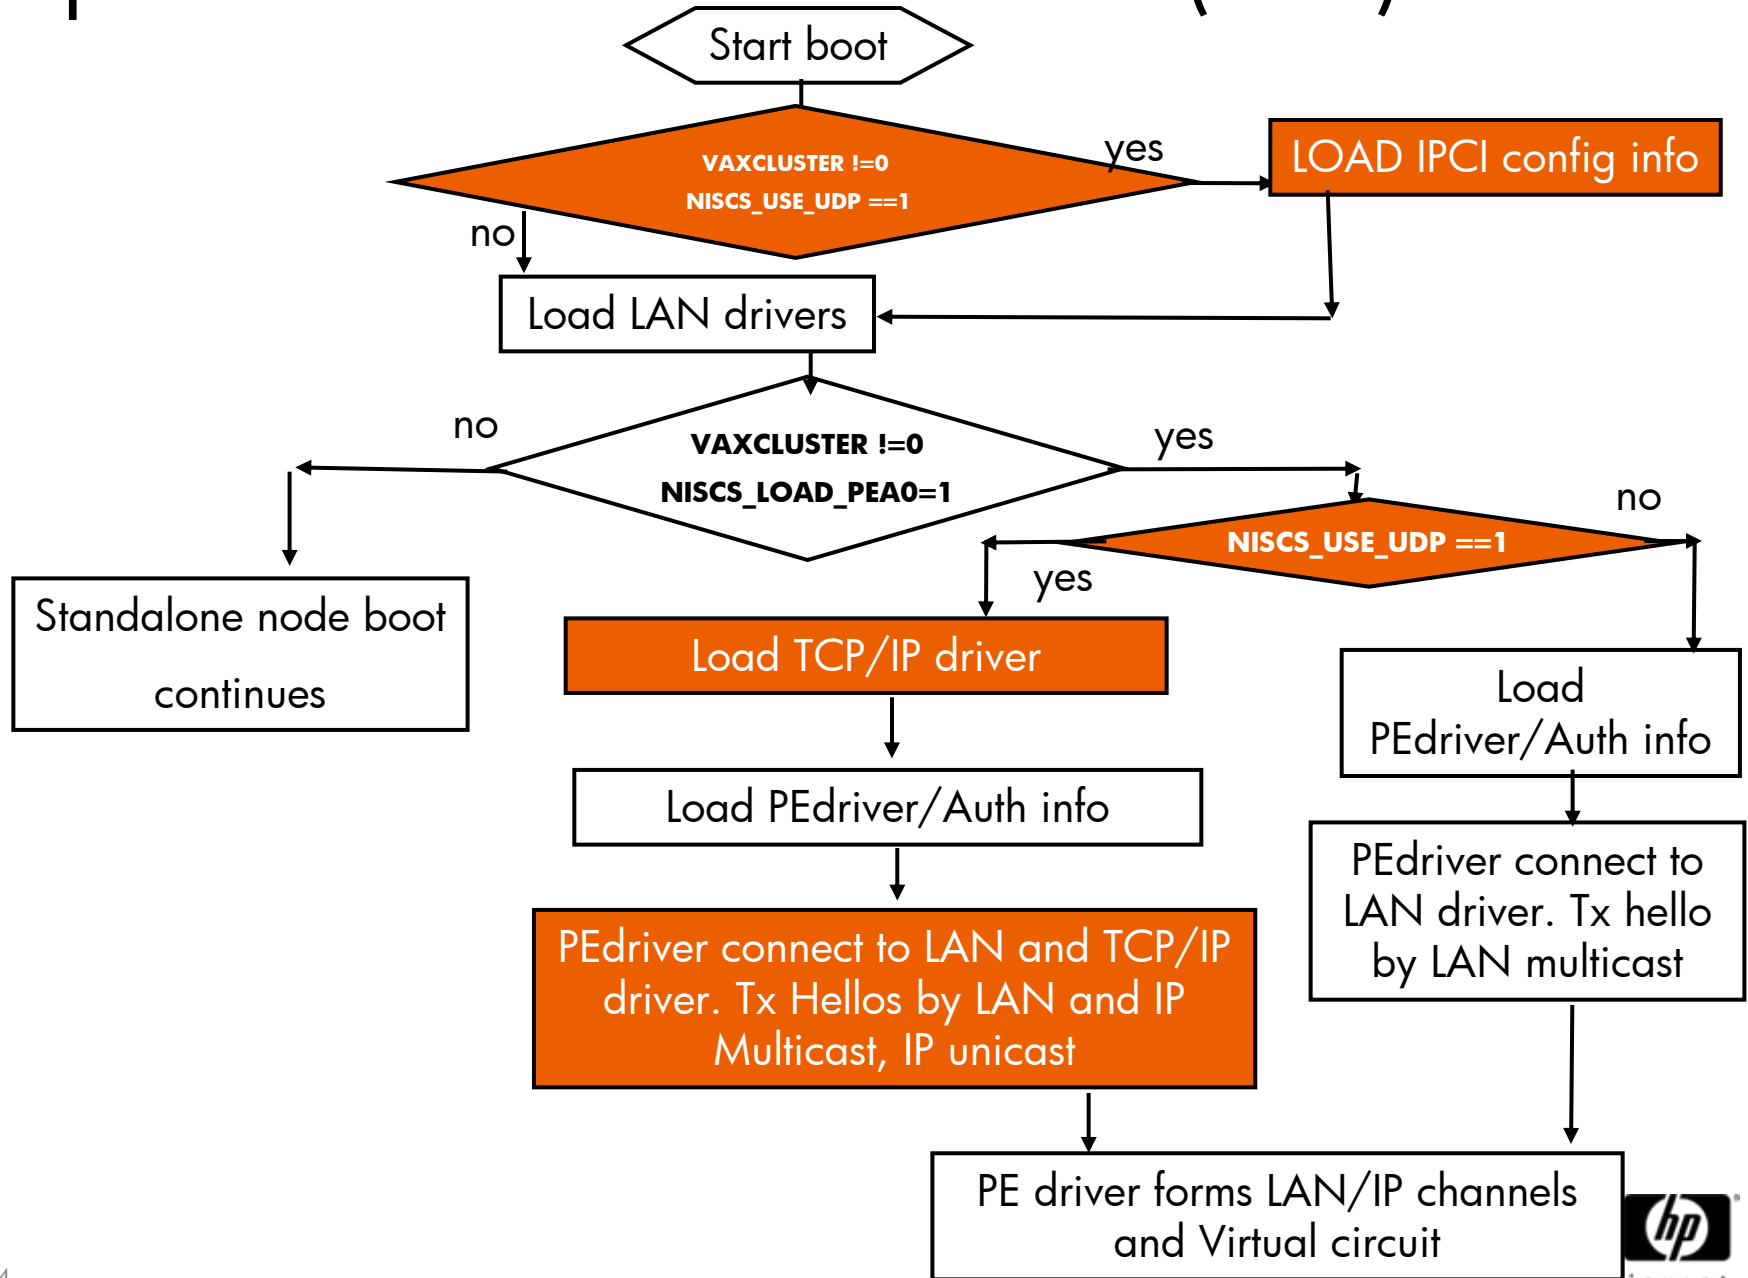 Start boot
VAXCLUSTER !=0
NISCS_USE_UDP ==1
yes
LOAD IPCI config info
no
Load LAN drivers
no
VAXCLUSTER !=0
NISCS_LOAD_PEA0=1
yes
NISCS_USE_UDP ==1
no
yes
Standalone node boot
continues
Load TCP/IP driver
Load
PEdriver/Auth info
Load PEdriver/Auth info
PEdriver connect to
LAN driver. Tx hello
by LAN multicast
PEdriver connect to LAN and TCP/IP
driver. Tx Hellos by LAN and IP
Multicast, IP unicast
PE driver forms LAN/IP channels
and Virtual circuit
hp